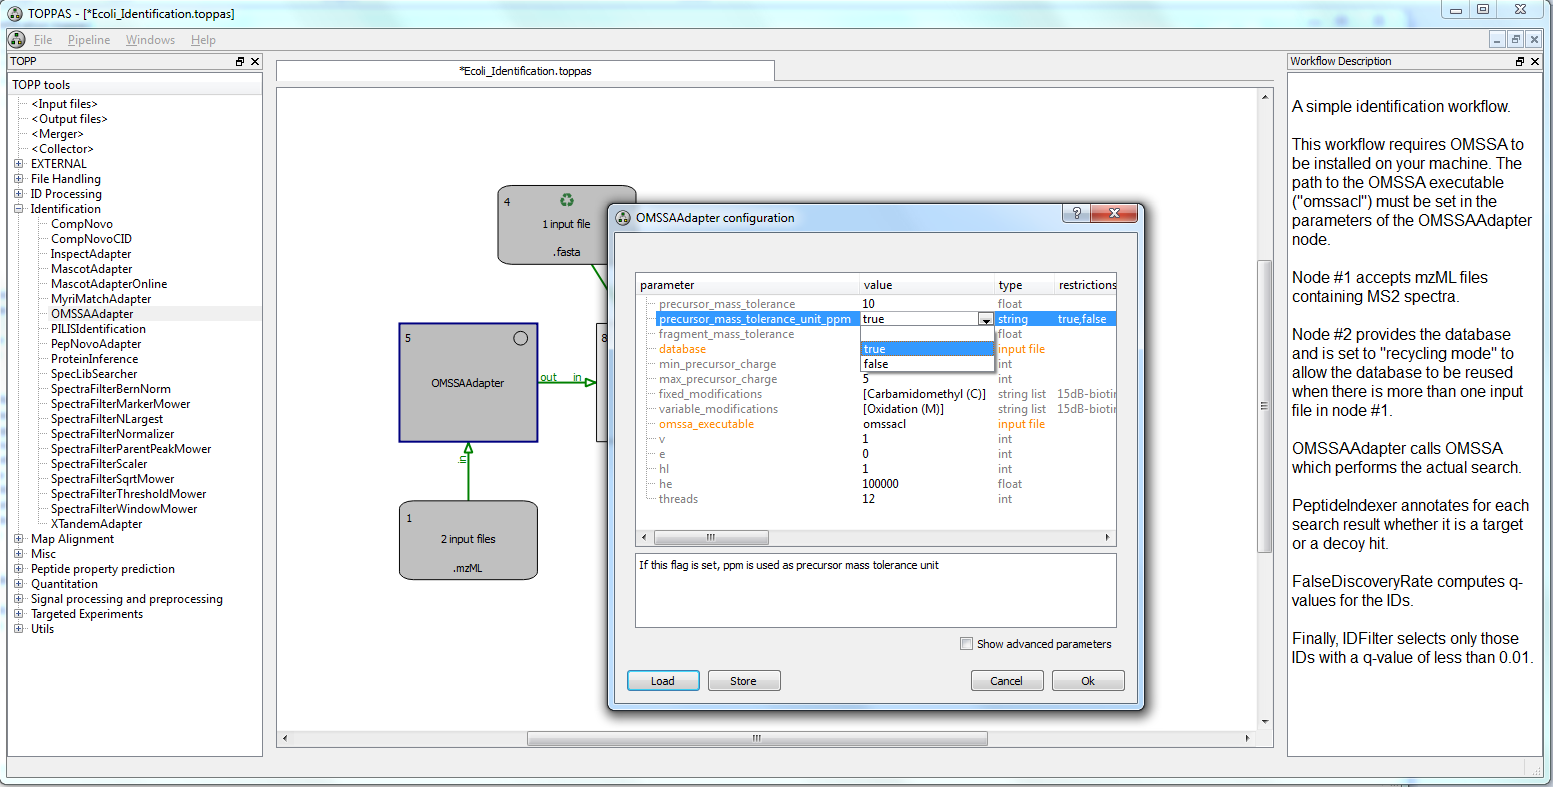 TOPPAS - [*Ecoli_Identification.toppas]
File Pipeline Windows Help
TOPP
TOPP tools
<Input files>
<Output files>
<Merger>
<Collector>
EXTERNAL
File Handling
ID Processing
Identification
CompNovo
CompNovoCID
InspectAdapter
MascotAdapter
MascotAdapterOnline
MyriMatchAdapter
OMSSAAdapter
PILISIdentification
PepNovoAdapter
ProteinInference
SpecLibSearcher
SpectraFilterBernNorm
SpectraFilterMarkerMower
SpectraFilterNLargest
SpectraFilterNormalizer
SpectraFilterParentPeakMower
SpectraFilterScaler
SpectraFilterSqrtMower
SpectraFilterThresholdMower
SpectraFilterWindowMower
XTandemAdapter
Map Alignment
Misc
Peptide property prediction
Quantitation
Signal processing and preprocessing
Targeted Experiments
Utils
*Ecoli_Identification.toppas
4
1 input file
.fasta
5
OMSSAAdapter
out in
8
in
1
2 input files
.mzML
OMSSAAdapter configuration
parameter value type restrictions
precursor_mass_tolerance 10 float
precursor_mass_tolerance_unit_ppm true string true,false
fragment_mass_tolerance float
database true input file
min_precursor_charge false int
max_precursor_charge 5 int
fixed_modifications [Carbamidomethyl (C)] string list 15dB-biotin
variable_modifications [Oxidation (M)] string list 15dB-biotin
omssa_executable omssacl input file
v 1 int
e 0 int
hl 1 int
he 100000 float
threads 12 int
If this flag is set, ppm is used as precursor mass tolerance unit
Show advanced parameters
Load Store Cancel Ok
Workflow Description
A simple identification workflow.
This workflow requires OMSSA to
be installed on your machine. The
path to the OMSSA executable
("omssacl") must be set in the
parameters of the OMSSAAdapter
node.
Node #1 accepts mzML files
containing MS2 spectra.
Node #2 provides the database
and is set to "recycling mode" to
allow the database to be reused
when there is more than one input
file in node #1.
OMSSAAdapter calls OMSSA
which performs the actual search.
PeptideIndexer annotates for each
search result whether it is a target
or a decoy hit.
FalseDiscoveryRate computes q-
values for the IDs.
Finally, IDFilter selects only those
IDs with a q-value of less than 0.01.